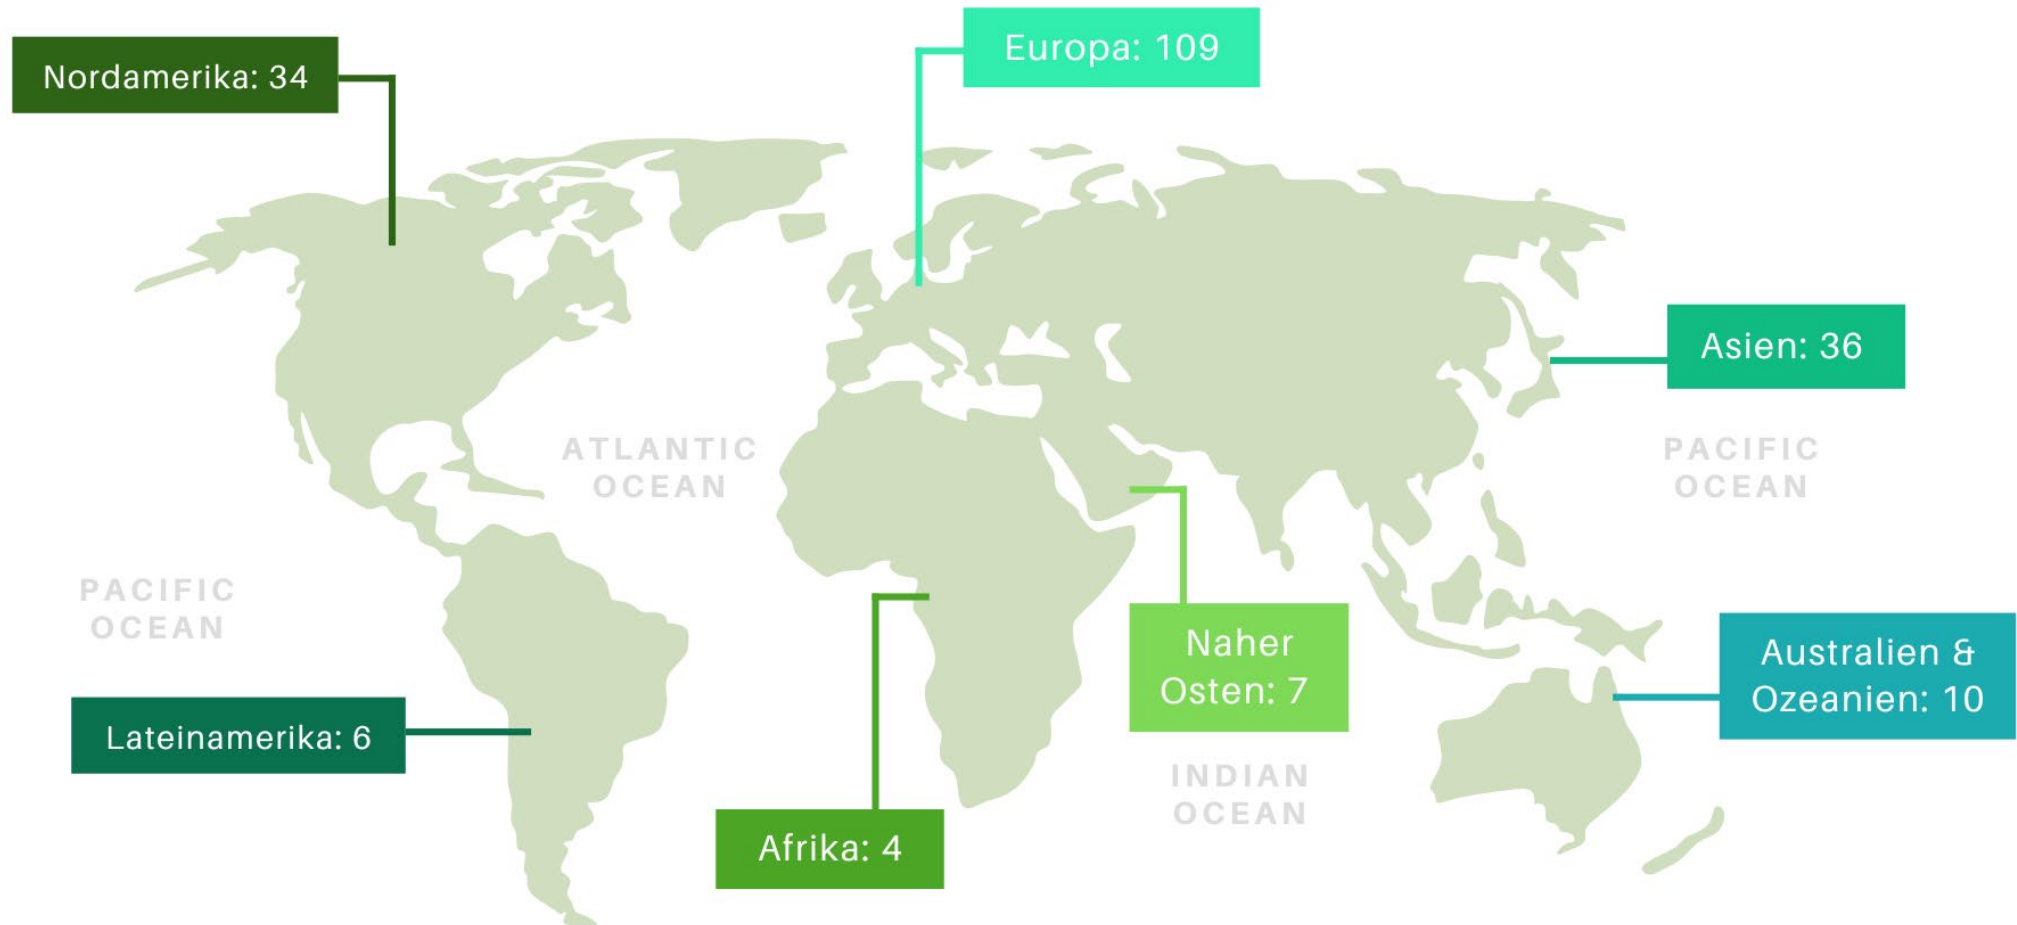 Europa: 109
Nordamerika: 34
Asien: 36
ATLANTIC
OCEAN
PACIFIC
OCEAN
PACIFIC
OCEAN
Naher
Osten: 7
Australien &
Ozeanien: 10
Lateinamerika: 6
INDIAN
OCEAN
Afrika: 4